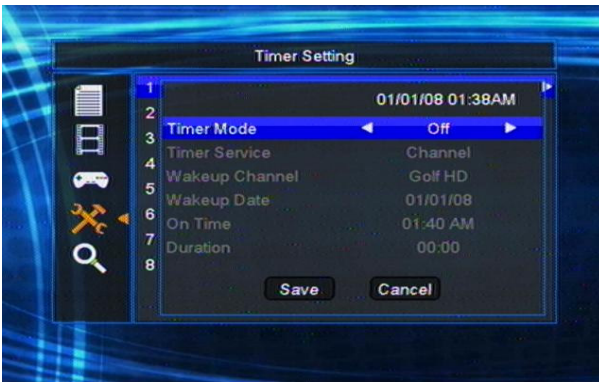 Timer Setting
1
01/01/08 01:38AM
2
Timer Mode Off
3
Timer Service Channel
4
Wakeup Channel Golf HD
5
Wakeup Date 01/01/08
6
On Time 01:40 AM
7
Duration 00:00
8
Save Cancel